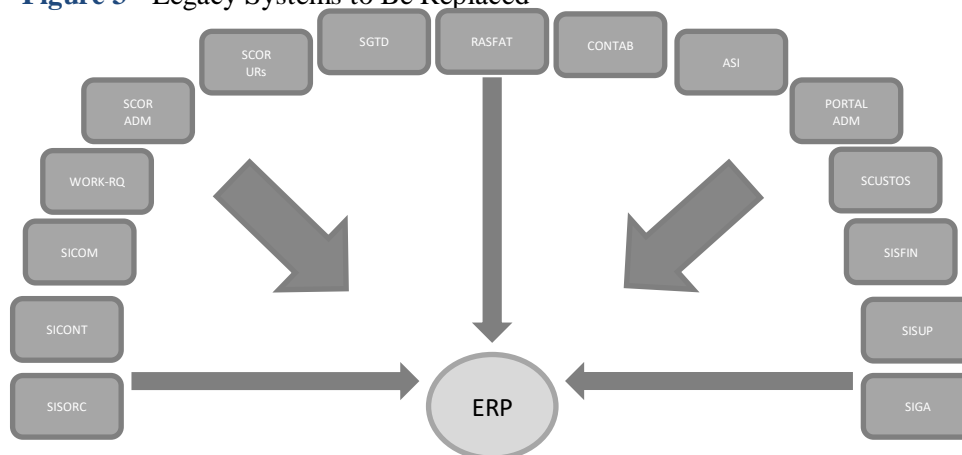 Figure 3 - Legacy Systems to Be Replaced
SGTD
RASFAT
CONTAB
SCOR
URs
ASI
SCOR
ADM
PORTAL
ADM
WORK-RQ
SCUSTOS
SICOM
SISFIN
SICONT
SISUP
SISORC
ERP
SIGA